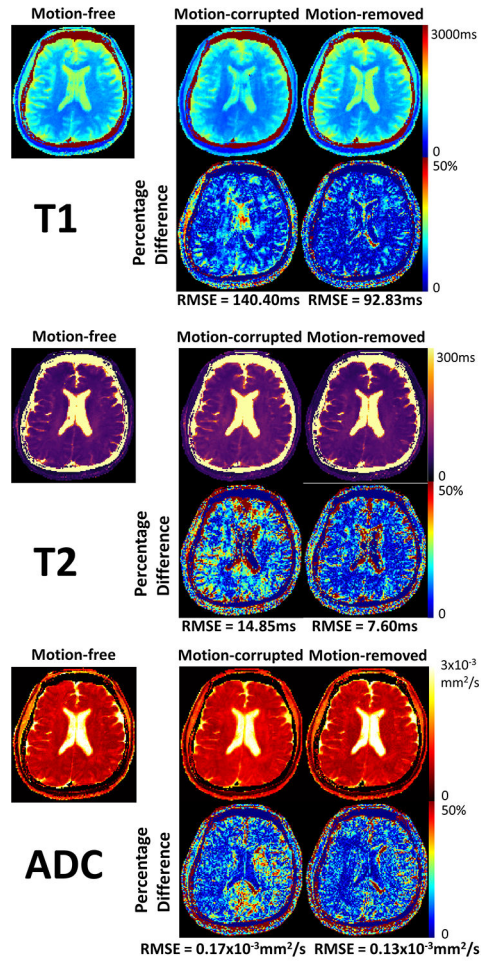 Motion-free Motion-corrupted Motion-removed
3000ms
0
50%
T1
Percentage
Difference
0
RMSE = 140.40ms RMSE = 92.83ms
Motion-free Motion-corrupted Motion-removed
300ms
0
50%
T2
Percentage
Difference
0
RMSE = 14.85ms RMSE = 7.60ms
Motion-free Motion-corrupted Motion-removed
3x10⁻³
mm²/s
0
50%
ADC
Percentage
Difference
0
RMSE = 0.17x10⁻³mm²/s RMSE = 0.13x10⁻³mm²/s